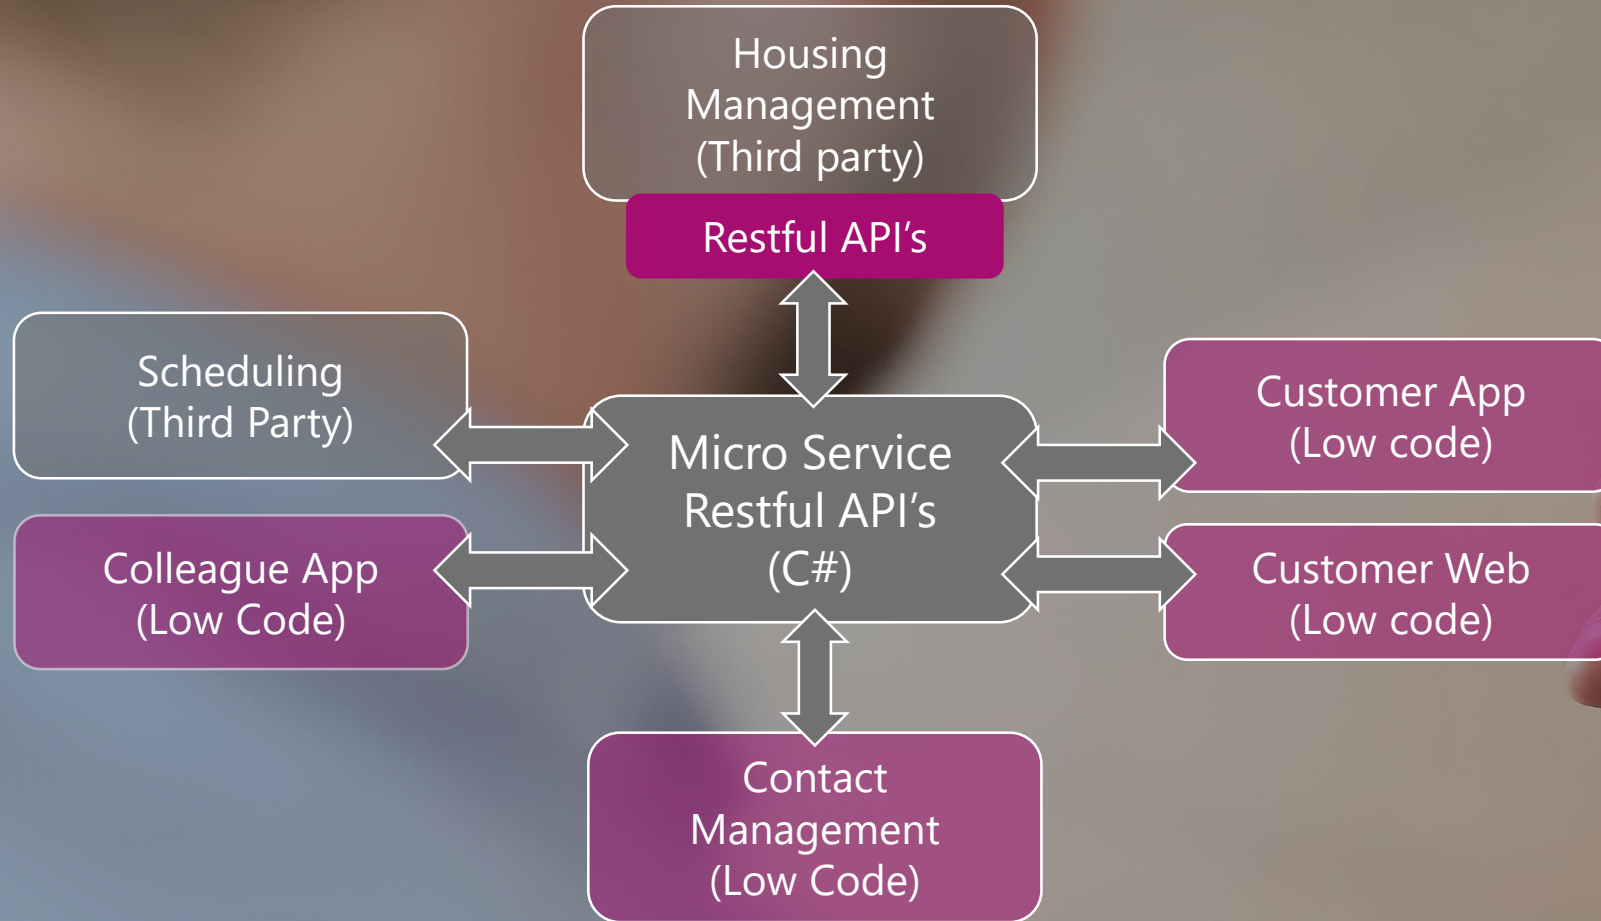 Housing
Management
(Third party)
Restful API’s
Scheduling
(Third Party)
Customer App
(Low code)
Micro Service
Restful API’s
(C#)
Colleague App
(Low Code)
Customer Web
(Low code)
Contact
Management
(Low Code)